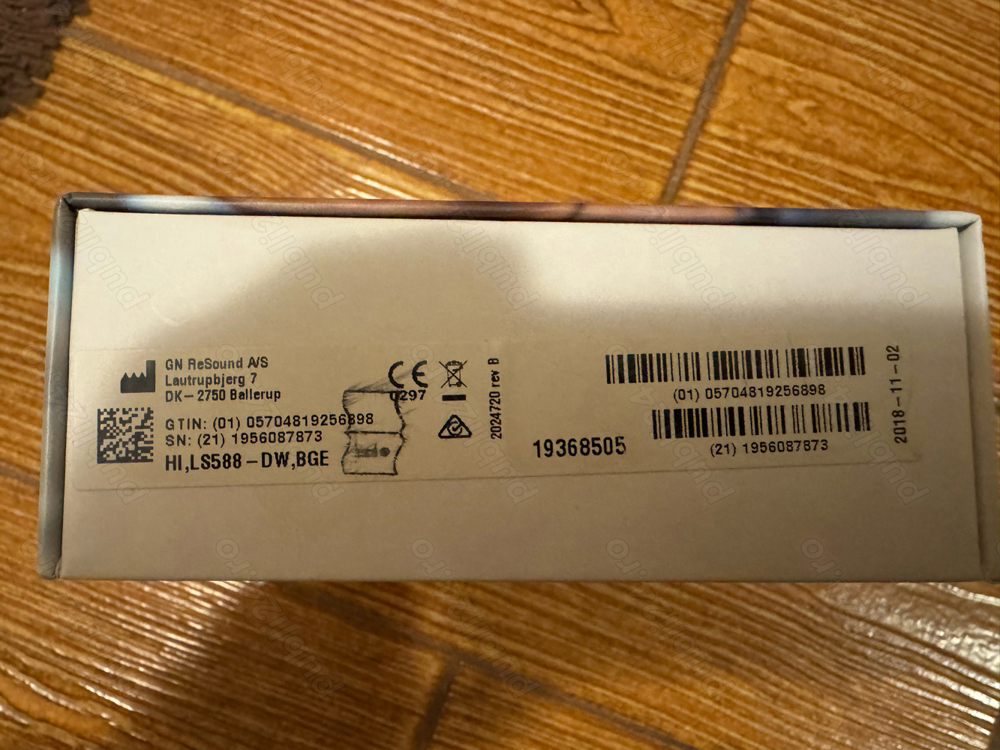 GN ReSound A/S
Lautrupbjerg 7
DK-2750 Ballerup
GTIN: (01) 05704819256898
SN: (21) 1956087873
HI,LS588-DW,BGE
CE
0297
2024720 rev B
19368505
(01) 05704819256898
(21) 1956087873
2018-11-02